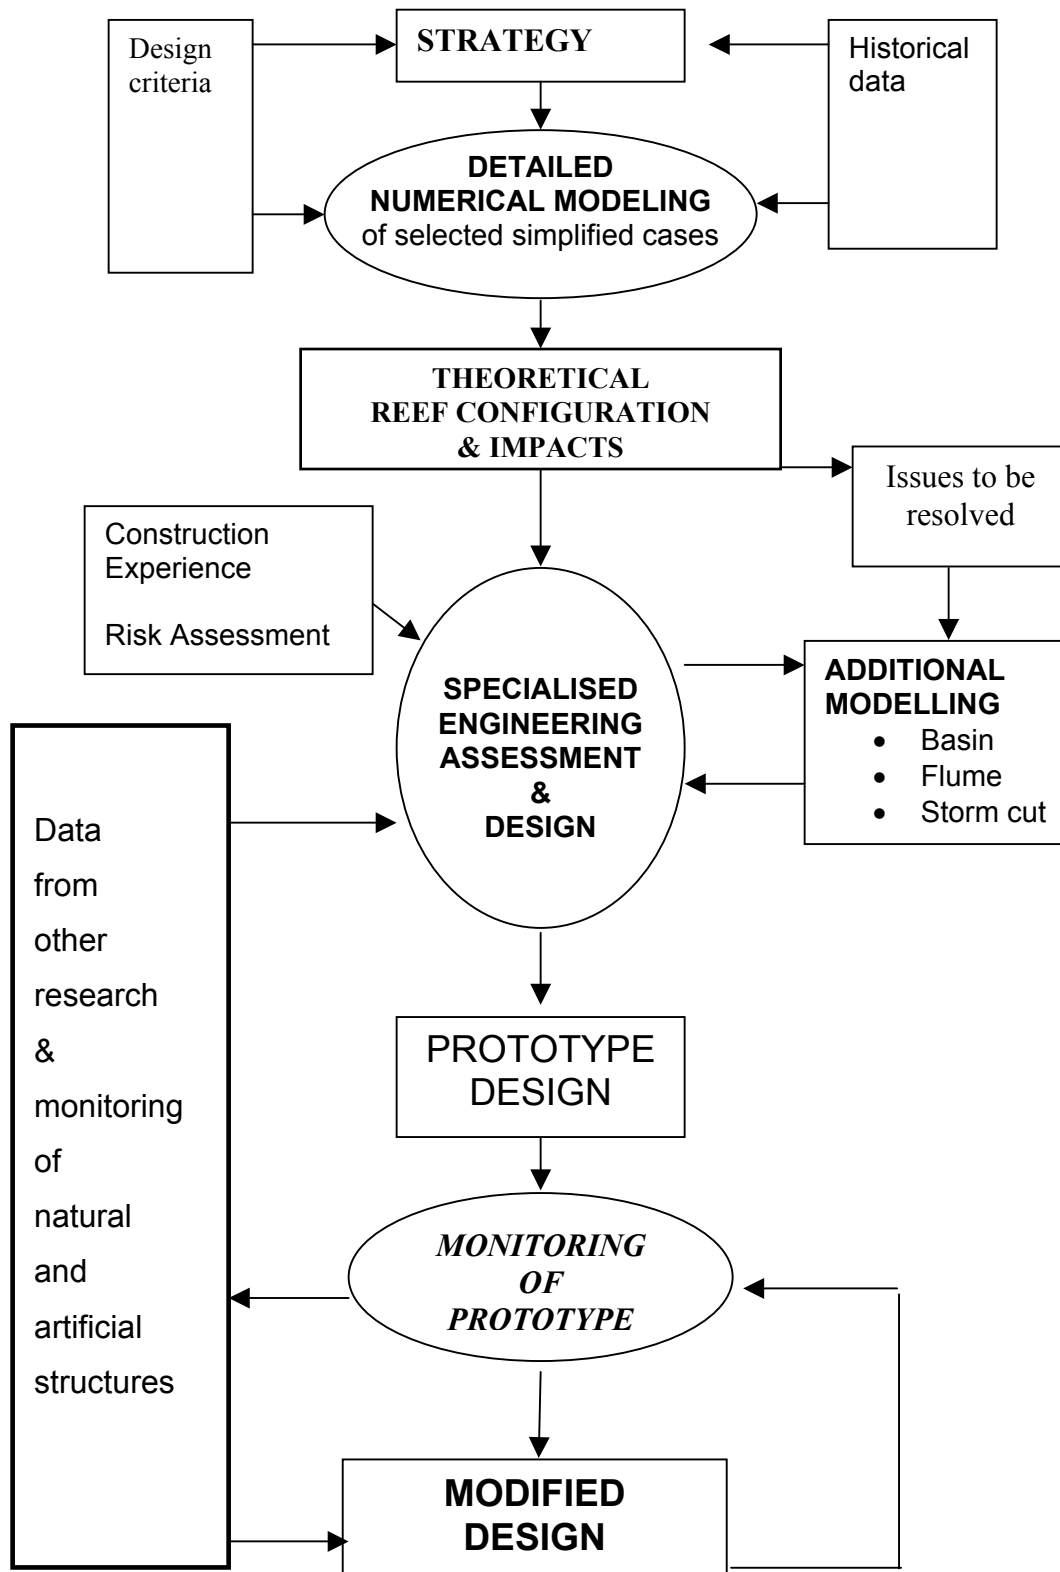 Design
criteria
STRATEGY
Historical
data
DETAILED
NUMERICAL MODELING
of selected simplified cases
THEORETICAL
REEF CONFIGURATION
& IMPACTS
Issues to be
resolved
Construction
Experience
Risk Assessment
SPECIALISED
ENGINEERING
ASSESSMENT
&
DESIGN
ADDITIONAL
MODELLING
• Basin
• Flume
• Storm cut
Data
from
other
research
&
monitoring
of
natural
and
artificial
structures
PROTOTYPE
DESIGN
MONITORING
OF
PROTOTYPE
MODIFIED
DESIGN